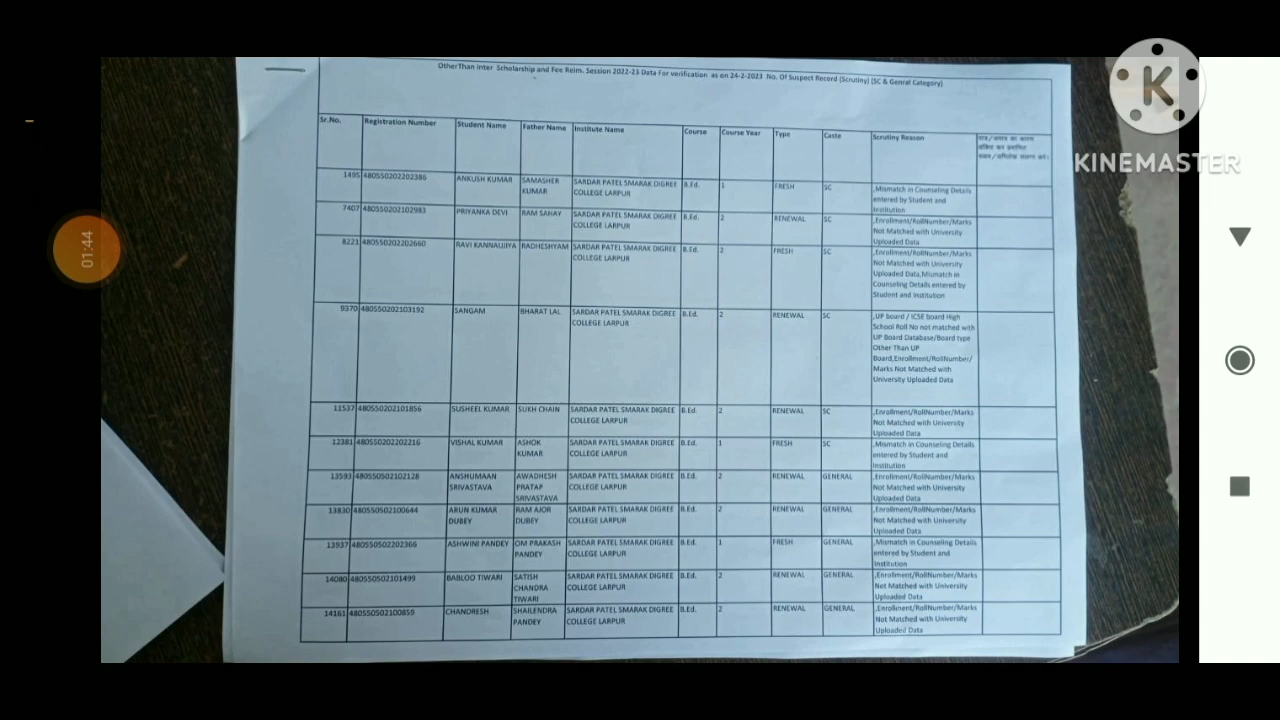 OtherThan Inter Scholarship and Fee Reim. Session 2022-23 Data For verification as on 24-2-2023 No. Of Suspect Record (Scrutiny) (SC & Genral Category)
KINEMASTER
01:44
Sr.No. Registration Number Student Name Father Name Institute Name Course Course Year Type Caste Scrutiny Reason
1495 480550202202386 ANKUSH KUMAR SAMASHER SARDAR PATEL SMARAK DIGREE B.Ed. 1 FRESH SC ,Mismatch in Counseling Details
KUMAR COLLEGE LARPUR entered by Student and
Institution
7407 480550202102983 PRIYANKA DEVI RAM SAHAY SARDAR PATEL SMARAK DIGREE B.Ed. 2 RENEWAL SC ,Enrollment/RollNumber/Marks
COLLEGE LARPUR Not Matched with University
Uploaded Data
8221 480550202202660 RAVI KANNAUJIYA RADHESHYAM SARDAR PATEL SMARAK DIGREE B.Ed. 2 FRESH SC ,Enrollment/RollNumber/Marks
COLLEGE LARPUR Not Matched with University
Uploaded Data,Mismatch in
Counseling Details entered by
Student and Institution
9370 480550202103192 SANGAM BHARAT LAL SARDAR PATEL SMARAK DIGREE B.Ed. 2 RENEWAL SC ,UP board / ICSE board High
COLLEGE LARPUR School Roll No not matched with
UP Board Database/Board type
Other Than UP
Board,Enrollment/RollNumber/
Marks Not Matched with
University Uploaded Data
11537 480550202101856 SUSHEEL KUMAR SUKH CHAIN SARDAR PATEL SMARAK DIGREE B.Ed. 2 RENEWAL SC ,Enrollment/RollNumber/Marks
COLLEGE LARPUR Not Matched with University
Uploaded Data
12381 480550202202216 VISHAL KUMAR ASHOK SARDAR PATEL SMARAK DIGREE B.Ed. 1 FRESH SC ,Mismatch in Counseling Details
KUMAR COLLEGE LARPUR entered by Student and
Institution
13593 480550502102128 ANSHUMAAN AWADHESH SARDAR PATEL SMARAK DIGREE B.Ed. 2 RENEWAL GENERAL ,Enrollment/RollNumber/Marks
SRIVASTAVA PRATAP COLLEGE LARPUR Not Matched with University
SRIVASTAVA Uploaded Data
13830 480550502100644 ARUN KUMAR RAM AJOR SARDAR PATEL SMARAK DIGREE B.Ed. 2 RENEWAL GENERAL ,Enrollment/RollNumber/Marks
DUBEY DUBEY COLLEGE LARPUR Not Matched with University
Uploaded Data
13937 480550502202366 ASHWINI PANDEY OM PRAKASH SARDAR PATEL SMARAK DIGREE B.Ed. 1 FRESH GENERAL ,Mismatch in Counseling Details
PANDEY COLLEGE LARPUR entered by Student and
Institution
14080 480550502101499 BABLOO TIWARI SATISH SARDAR PATEL SMARAK DIGREE B.Ed. 2 RENEWAL GENERAL ,Enrollment/RollNumber/Marks
CHANDRA COLLEGE LARPUR Not Matched with University
TIWARI Uploaded Data
14161 480550502100859 CHANDRESH SHAILENDRA SARDAR PATEL SMARAK DIGREE B.Ed. 2 RENEWAL GENERAL ,Enrollment/RollNumber/Marks
PANDEY COLLEGE LARPUR Not Matched with University
Uploaded Data